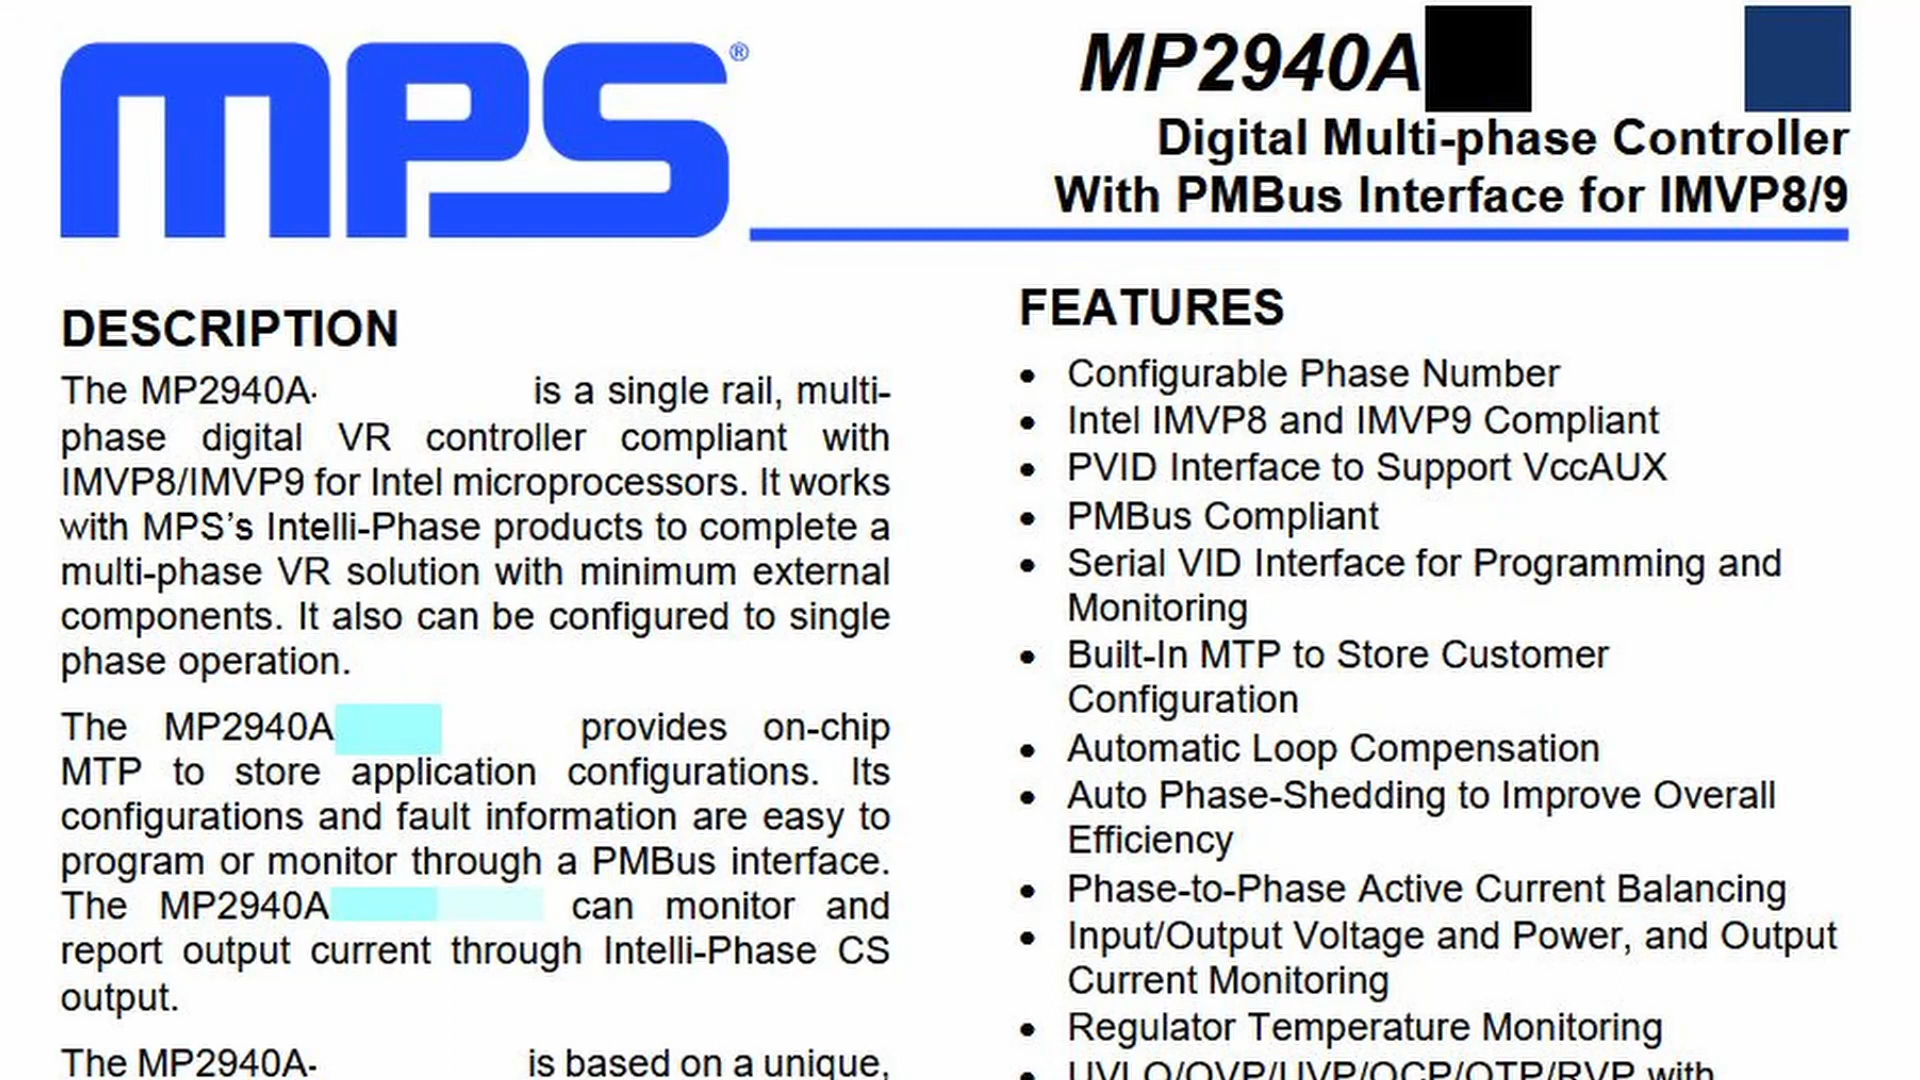 MPS®
MP2940A
Digital Multi-phase Controller
With PMBus Interface for IMVP8/9
DESCRIPTION
The MP2940A- is a single rail, multi-
phase digital VR controller compliant with
IMVP8/IMVP9 for Intel microprocessors. It works
with MPS’s Intelli-Phase products to complete a
multi-phase VR solution with minimum external
components. It also can be configured to single
phase operation.
The MP2940A provides on-chip
MTP to store application configurations. Its
configurations and fault information are easy to
program or monitor through a PMBus interface.
The MP2940A can monitor and
report output current through Intelli-Phase CS
output.
The MP2940A- is based on a unique,
FEATURES
• Configurable Phase Number
• Intel IMVP8 and IMVP9 Compliant
• PVID Interface to Support VccAUX
• PMBus Compliant
• Serial VID Interface for Programming and
Monitoring
• Built-In MTP to Store Customer
Configuration
• Automatic Loop Compensation
• Auto Phase-Shedding to Improve Overall
Efficiency
• Phase-to-Phase Active Current Balancing
• Input/Output Voltage and Power, and Output
Current Monitoring
• Regulator Temperature Monitoring
• UVLO/OVP/UVP/OCP/OTP/RVP with